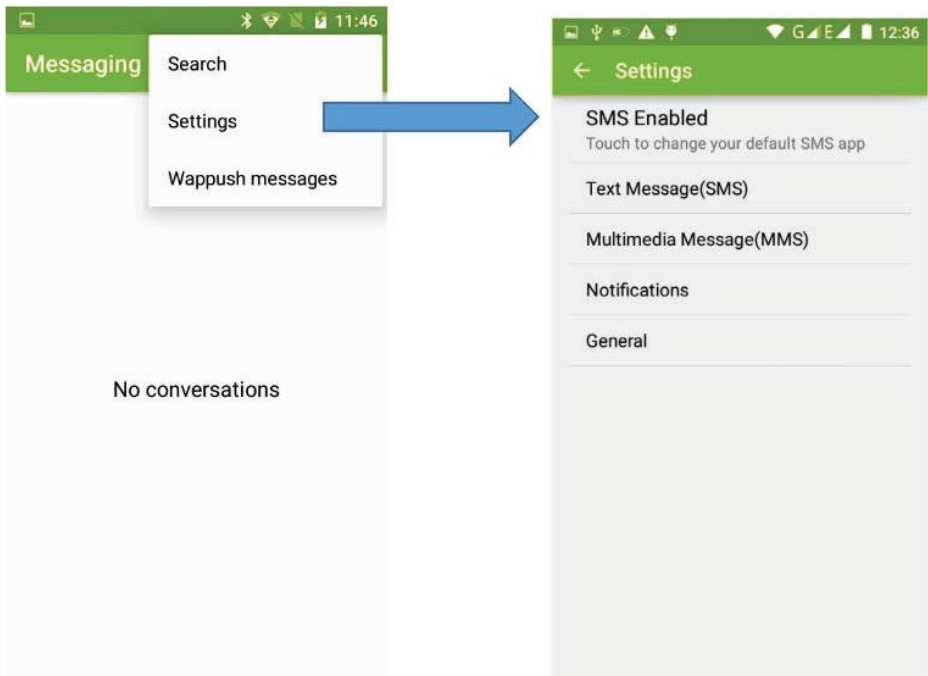 11:46
Messaging
Search
Settings
Wappush messages
No conversations
G E 12:36
Settings
SMS Enabled
Touch to change your default SMS app
Text Message(SMS)
Multimedia Message(MMS)
Notifications
General